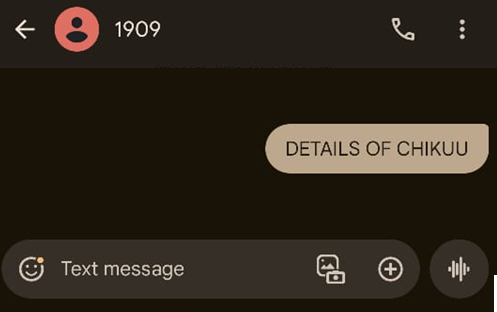 1909
DETAILS OF CHIKUU
Text message